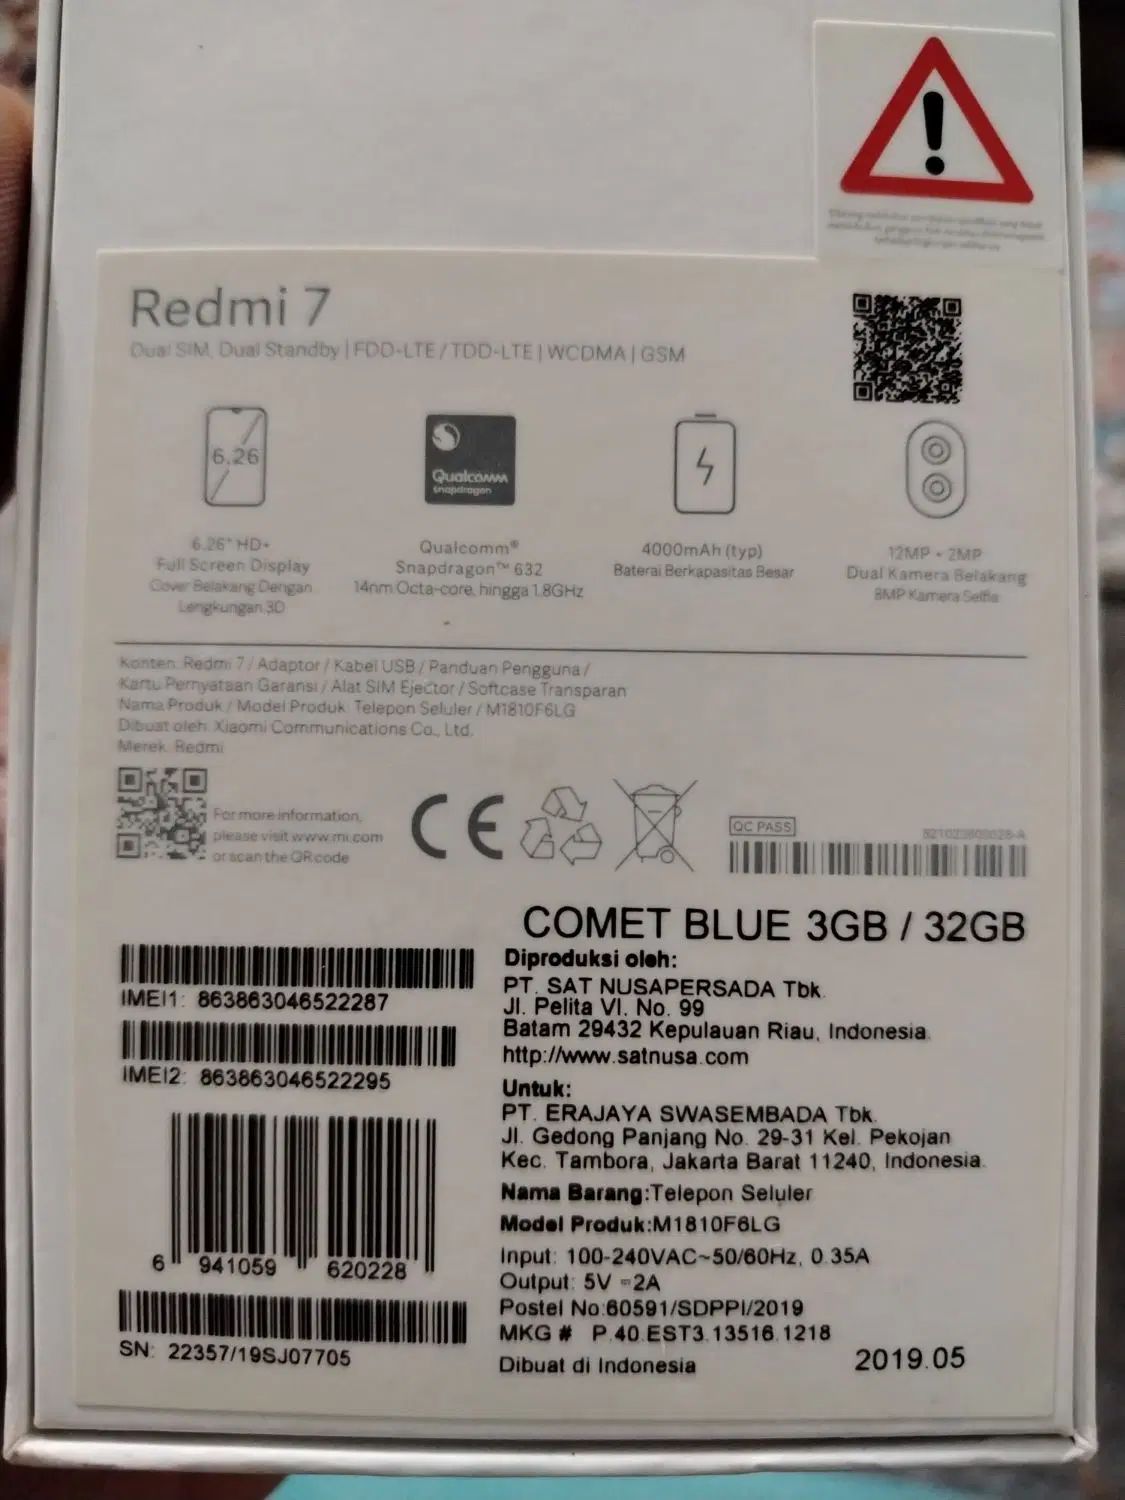 Redmi 7
Dual SIM, Dual Standby | FDD-LTE / TDD-LTE | WCDMA | GSM
6.26
Qualcomm
snapdragon
6.26" HD+
Full Screen Display
Cover Belakang Dengan
Lengkungan 3D
Qualcomm®
Snapdragon™ 632
14nm Octa-core, hingga 1.8GHz
4000mAh (typ)
Baterai Berkapasitas Besar
12MP + 2MP
Dual Kamera Belakang
8MP Kamera Selfie
Konten: Redmi 7 / Adaptor / Kabel USB / Panduan Pengguna /
Kartu Pernyataan Garansi / Alat SIM Ejector / Softcase Transparan
Nama Produk / Model Produk: Telepon Seluler / M1810F6LG
Dibuat oleh: Xiaomi Communications Co., Ltd.
Merek: Redmi
For more information,
please visit www.mi.com
or scan the QR code
CE
QC PASS
COMET BLUE 3GB / 32GB
IMEI1: 863863046522287
IMEI2: 863863046522295
6 941059 620228
SN: 22357/19SJ07705
Diproduksi oleh:
PT. SAT NUSAPERSADA Tbk.
Jl. Pelita VI. No. 99
Batam 29432 Kepulauan Riau, Indonesia.
http://www.satnusa.com
Untuk:
PT. ERAJAYA SWASEMBADA Tbk.
Jl. Gedong Panjang No. 29-31 Kel. Pekojan
Kec. Tambora, Jakarta Barat 11240, Indonesia.
Nama Barang:Telepon Seluler
Model Produk:M1810F6LG
Input: 100-240VAC~50/60Hz, 0.35A
Output: 5V ⎓2A
Postel No:60591/SDPPI/2019
MKG # P.40.EST3.13516.1218
Dibuat di Indonesia
2019.05